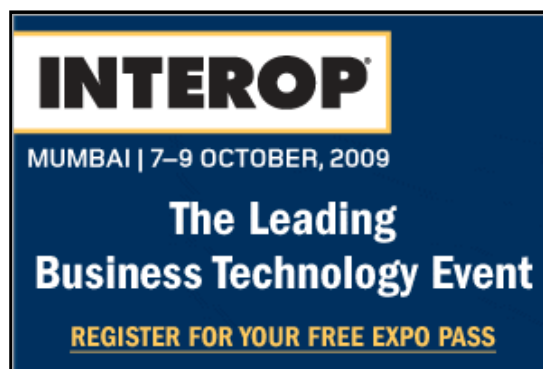 INTEROP®
MUMBAI | 7–9 OCTOBER, 2009
The Leading
Business Technology Event
REGISTER FOR YOUR FREE EXPO PASS